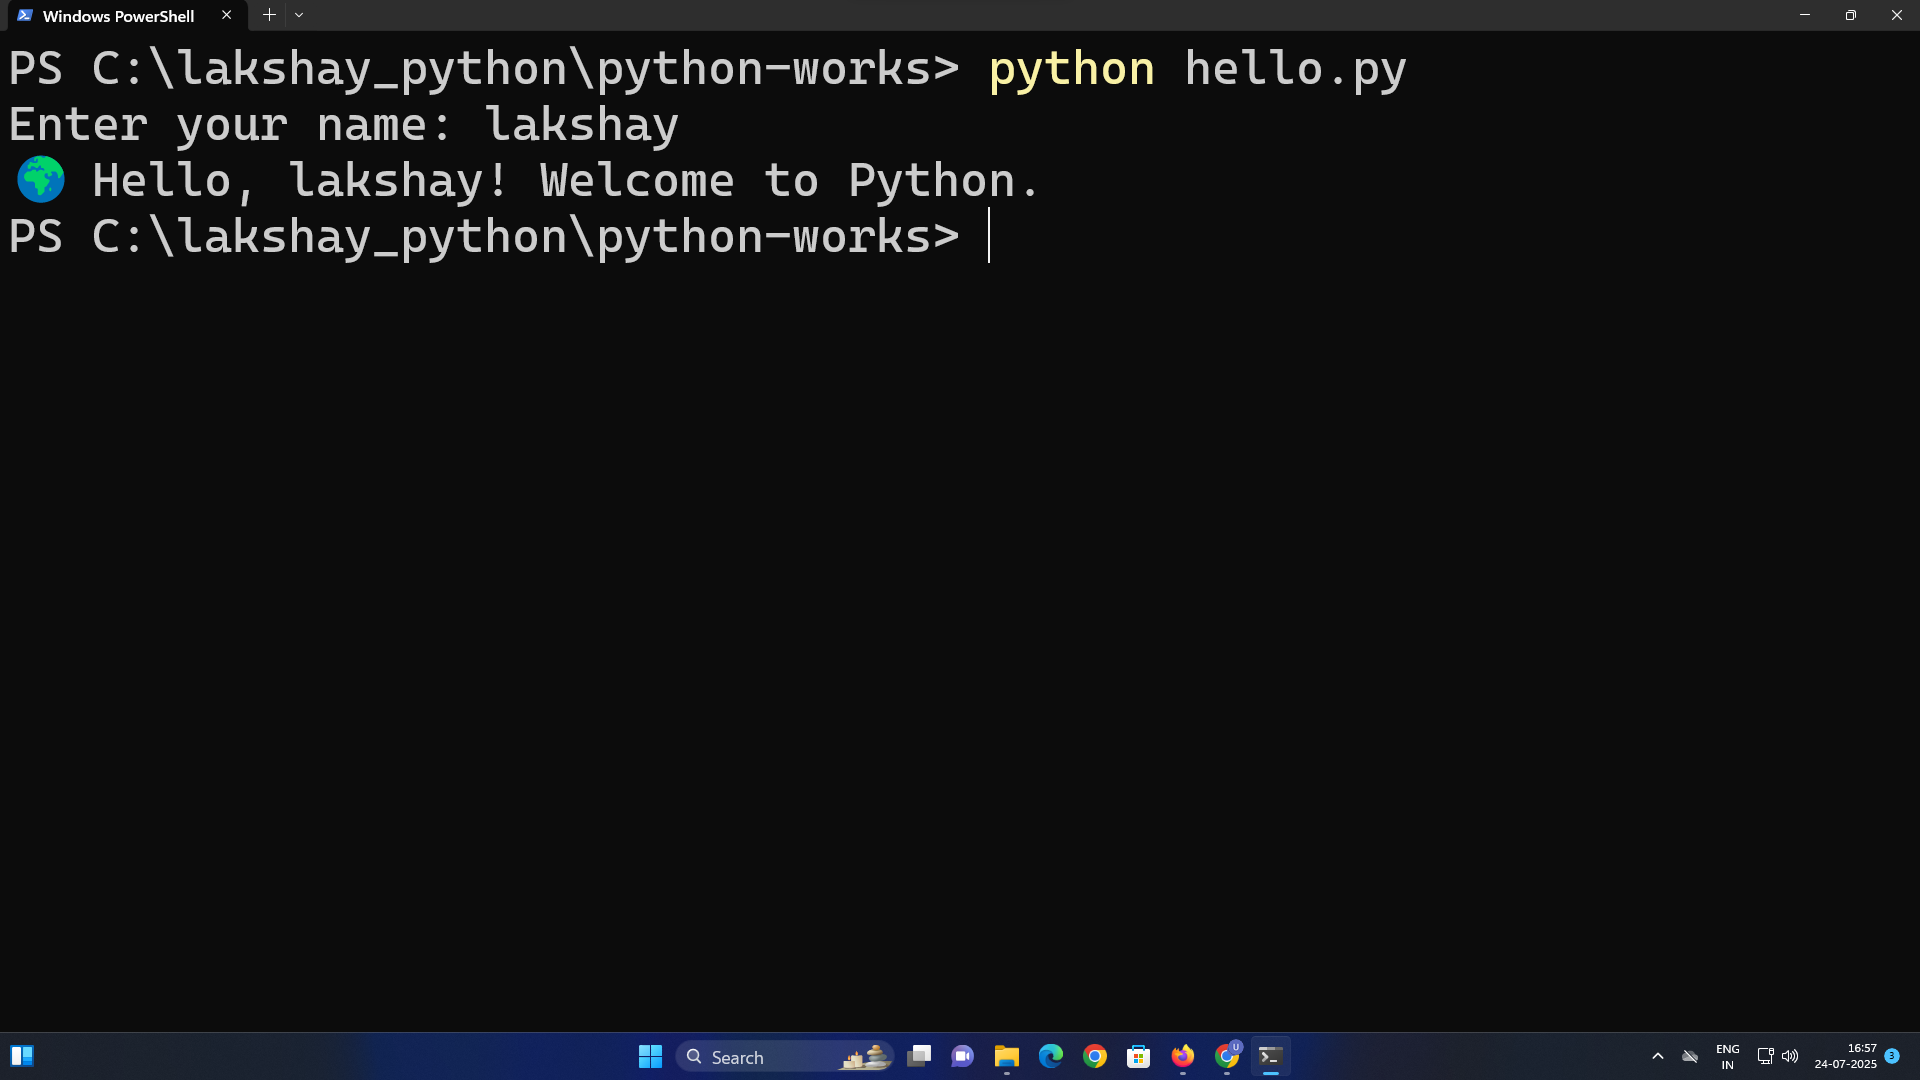 Windows PowerShell
PS C:\lakshay_python\python-works> python hello.py
Enter your name: lakshay
🌍 Hello, lakshay! Welcome to Python.
PS C:\lakshay_python\python-works>
Search
U
ENG
IN
16:57
24-07-2025
3